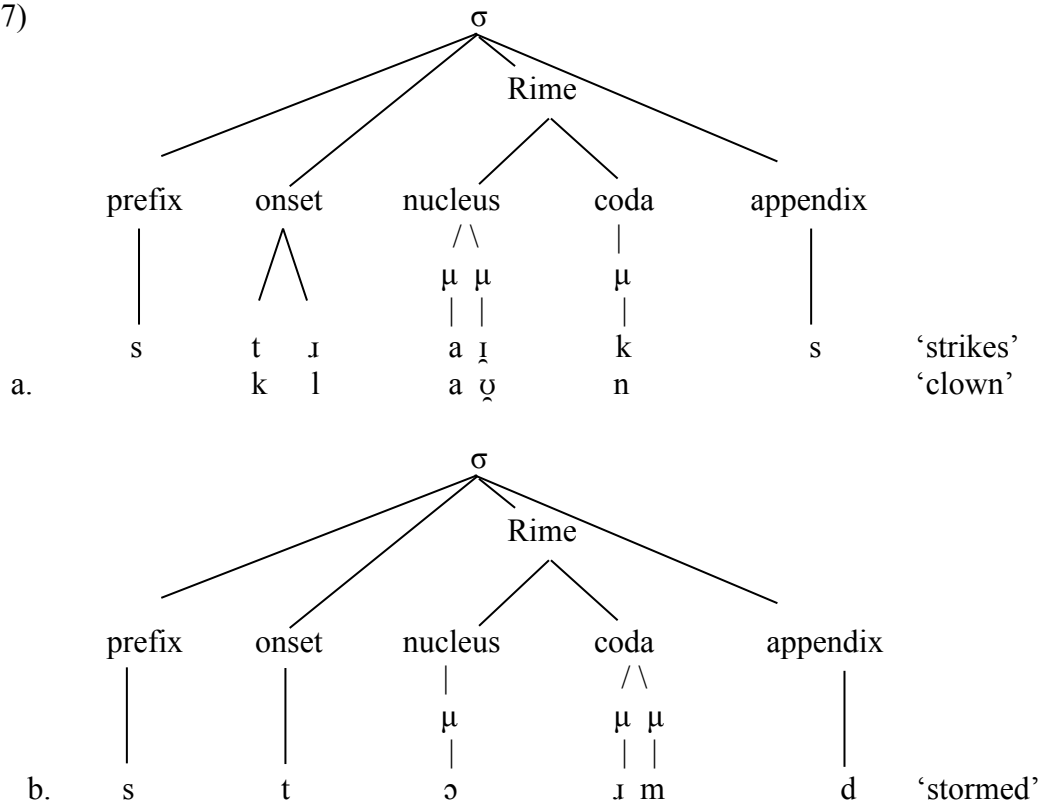 7) σ
Rime
prefix onset nucleus coda appendix
μ μ μ
s t ɹ a ɪ̯ k s ‘strikes’
a. k l a ʊ̯ n ‘clown’
σ
Rime
prefix onset nucleus coda appendix
μ μ μ
b. s t ɔ ɹ m d ‘stormed’